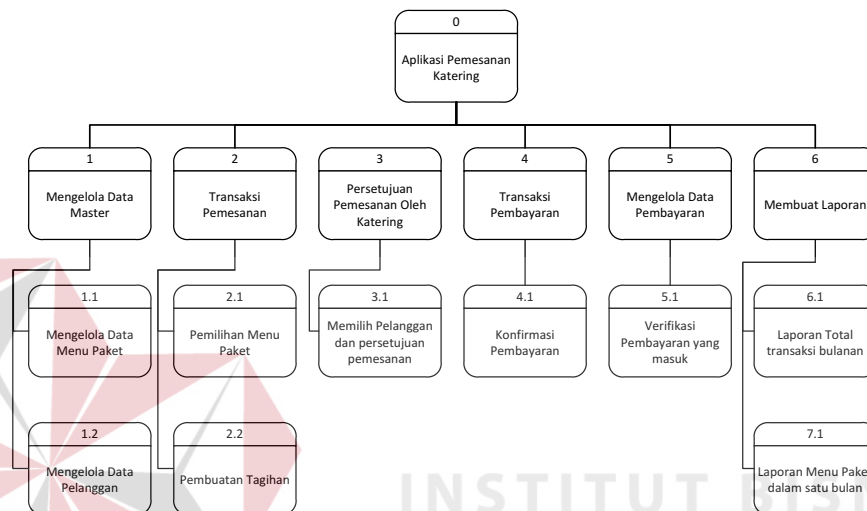 0
Aplikasi Pemesanan
Katering
1
Mengelola Data
Master
2
Transaksi
Pemesanan
3
Persetujuan
Pemesanan Oleh
Katering
4
Transaksi
Pembayaran
5
Mengelola Data
Pembayaran
6
Membuat Laporan
1.1
Mengelola Data
Menu Paket
2.1
Pemilihan Menu
Paket
3.1
Memilih Pelanggan
dan persetujuan
pemesanan
4.1
Konfirmasi
Pembayaran
5.1
Verifikasi
Pembayaran yang
masuk
6.1
Laporan Total
transaksi bulanan
1.2
Mengelola Data
Pelanggan
2.2
Pembuatan Tagihan
7.1
Laporan Menu Pake
dalam satu bulan
INSTITUT BIS